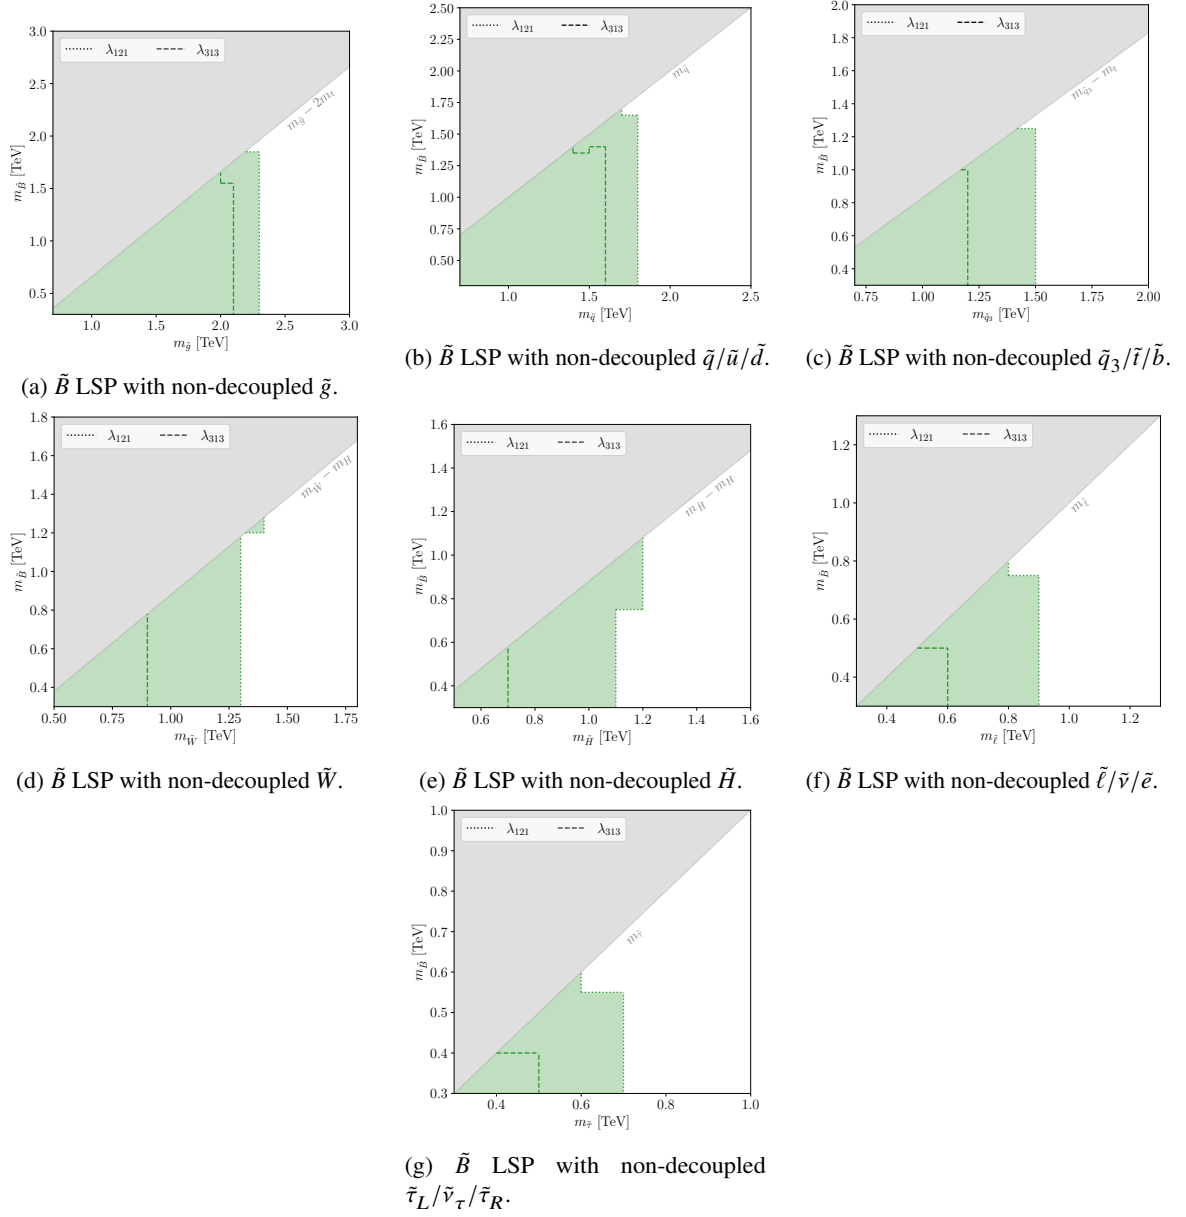 3.0
2.5
2.0
1.5
1.0
0.5
1.0 1.5 2.0 2.5 3.0
m_g̃ [TeV]
m_B̃ [TeV]
λ₁₂₁ λ₃₁₃
m_g̃ − 2m_t
(a) B̃ LSP with non-decoupled g̃.
2.50
2.25
2.00
1.75
1.50
1.25
1.00
0.75
0.50
1.0 1.5 2.0 2.5
m_q̃ [TeV]
m_B̃ [TeV]
λ₁₂₁ λ₃₁₃
m_q̃
(b) B̃ LSP with non-decoupled q̃/ũ/d̃.
2.0
1.8
1.6
1.4
1.2
1.0
0.8
0.6
0.4
0.75 1.00 1.25 1.50 1.75 2.00
m_q̃₃ [TeV]
m_B̃ [TeV]
λ₁₂₁ λ₃₁₃
m_q̃₃ − m_t
(c) B̃ LSP with non-decoupled q̃₃/t̃/b̃.
1.8
1.6
1.4
1.2
1.0
0.8
0.6
0.4
0.50 0.75 1.00 1.25 1.50 1.75
m_W̃ [TeV]
m_B̃ [TeV]
λ₁₂₁ λ₃₁₃
m_W̃ − m_H
(d) B̃ LSP with non-decoupled W̃.
1.6
1.4
1.2
1.0
0.8
0.6
0.4
0.6 0.8 1.0 1.2 1.4 1.6
m_H̃ [TeV]
m_B̃ [TeV]
λ₁₂₁ λ₃₁₃
m_H̃ − m_H
(e) B̃ LSP with non-decoupled H̃.
1.2
1.0
0.8
0.6
0.4
0.4 0.6 0.8 1.0 1.2
m_ℓ̃ [TeV]
m_B̃ [TeV]
λ₁₂₁ λ₃₁₃
m_ℓ̃
(f) B̃ LSP with non-decoupled ℓ̃/ν̃/ẽ.
1.0
0.9
0.8
0.7
0.6
0.5
0.4
0.3
0.4 0.6 0.8 1.0
m_τ̃ [TeV]
m_B̃ [TeV]
λ₁₂₁ λ₃₁₃
m_τ̃
(g) B̃ LSP with non-decoupled
τ̃_L/ν̃_τ/τ̃_R.